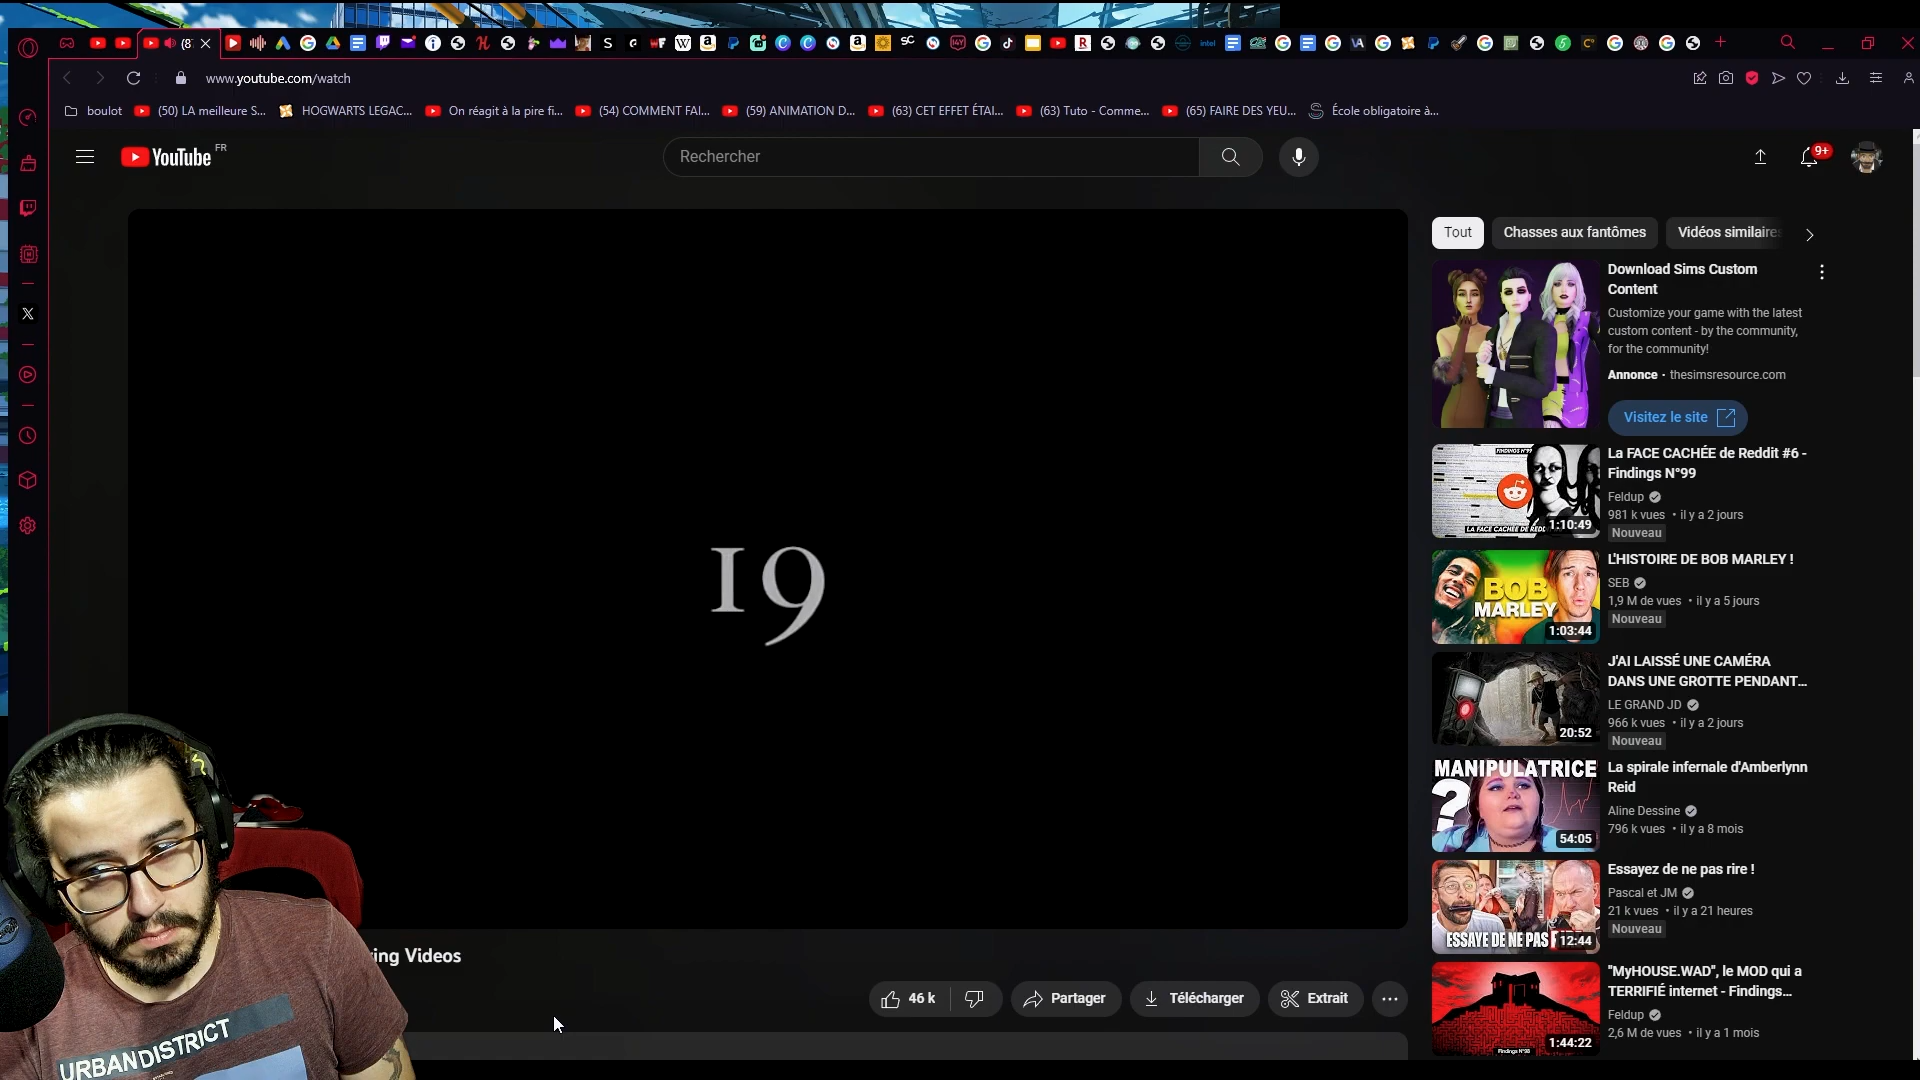 (8
www.youtube.com/watch
boulot
(50) LA meilleure S...
HOGWARTS LEGAC...
On réagit à la pire fi...
(54) COMMENT FAI...
(59) ANIMATION D...
(63) CET EFFET ÉTAI...
(63) Tuto - Comme...
(65) FAIRE DES YEU...
École obligatoire à...
YouTube FR
Rechercher
9+
Tout
Chasses aux fantômes
Vidéos similaires
Download Sims Custom
Content
Customize your game with the latest
custom content - by the community,
for the community!
Annonce · thesimsresource.com
Visitez le site
La FACE CACHÉE de Reddit #6 -
Findings N°99
Feldup
981 k vues • il y a 2 jours
Nouveau
1:10:49
BOB
MARLEY
1:03:44
L'HISTOIRE DE BOB MARLEY !
SEB
1,9 M de vues • il y a 5 jours
Nouveau
19
20:52
J'AI LAISSÉ UNE CAMÉRA
DANS UNE GROTTE PENDANT...
LE GRAND JD
966 k vues • il y a 2 jours
Nouveau
MANIPULATRICE
?
54:05
La spirale infernale d'Amberlynn
Reid
Aline Dessine
796 k vues • il y a 8 mois
ESSAYE DE NE PAS
12:44
Essayez de ne pas rire !
Pascal et JM
21 k vues • il y a 21 heures
Nouveau
1:44:22
"MyHOUSE.WAD", le MOD qui a
TERRIFIÉ internet - Findings...
Feldup
2,6 M de vues • il y a 1 mois
Videos
46 k
Partager
Télécharger
Extrait
URBANDISTRICT